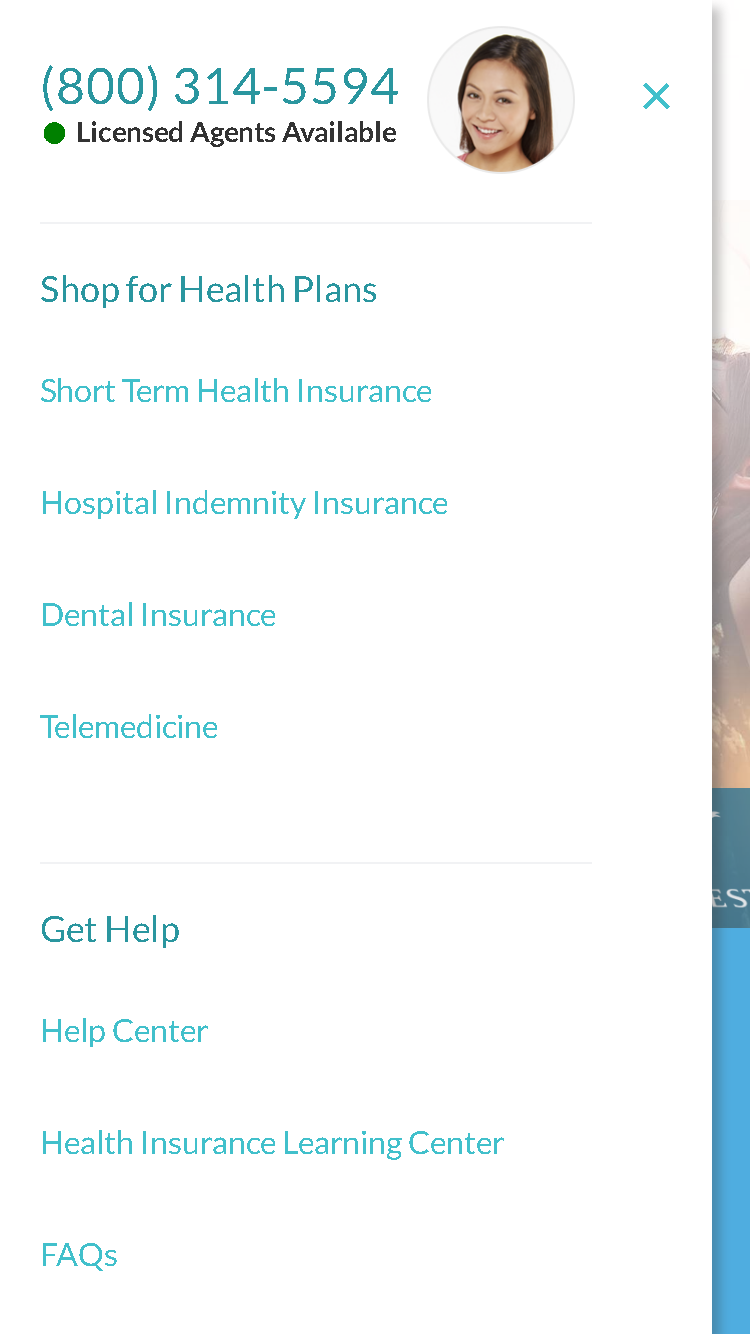 (800) 314-5594
Licensed Agents Available
Shop for Health Plans
Short Term Health Insurance
Hospital Indemnity Insurance
Dental Insurance
Telemedicine
Get Help
Help Center
Health Insurance Learning Center
FAQs